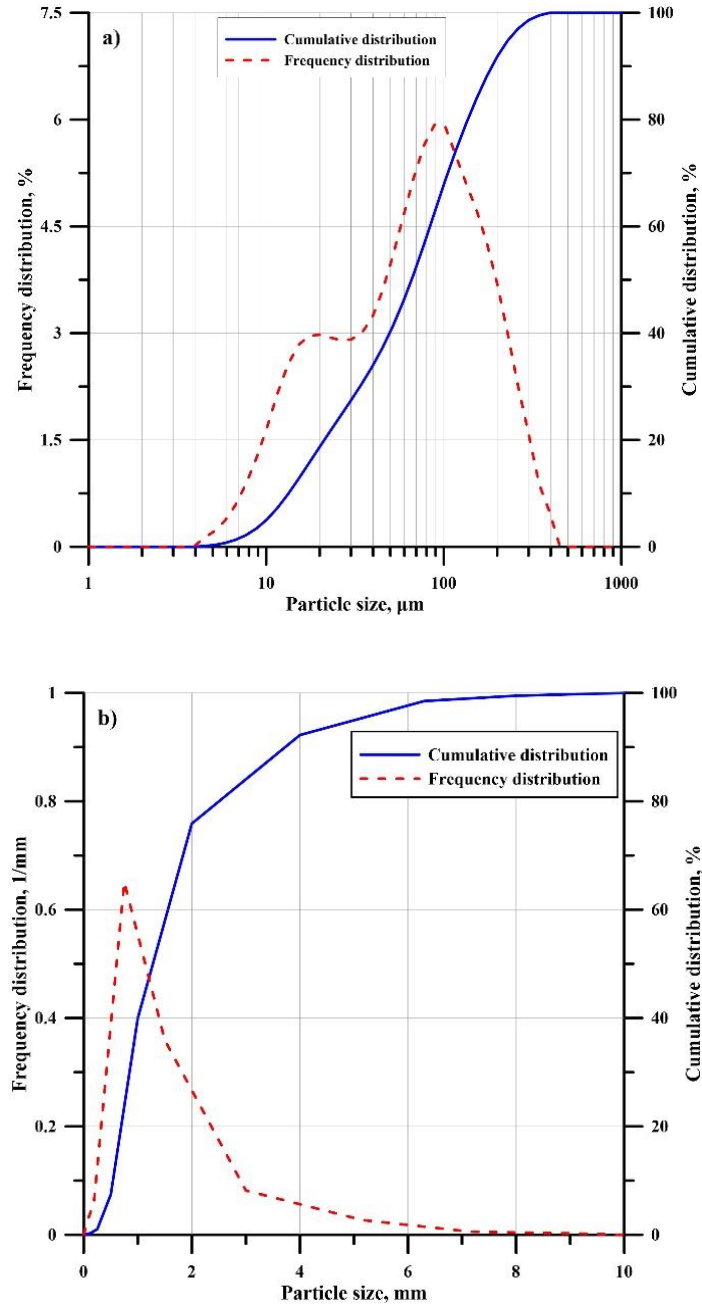 a)
Cumulative distribution
Frequency distribution
7.5
6
4.5
3
1.5
0
Frequency distribution, %
100
80
60
40
20
0
Cumulative distribution, %
1
10
100
1000
Particle size, μm
b)
Cumulative distribution
Frequency distribution
1
0.8
0.6
0.4
0.2
0
Frequency distribution, 1/mm
100
80
60
40
20
0
Cumulative distribution, %
0
2
4
6
8
10
Particle size, mm